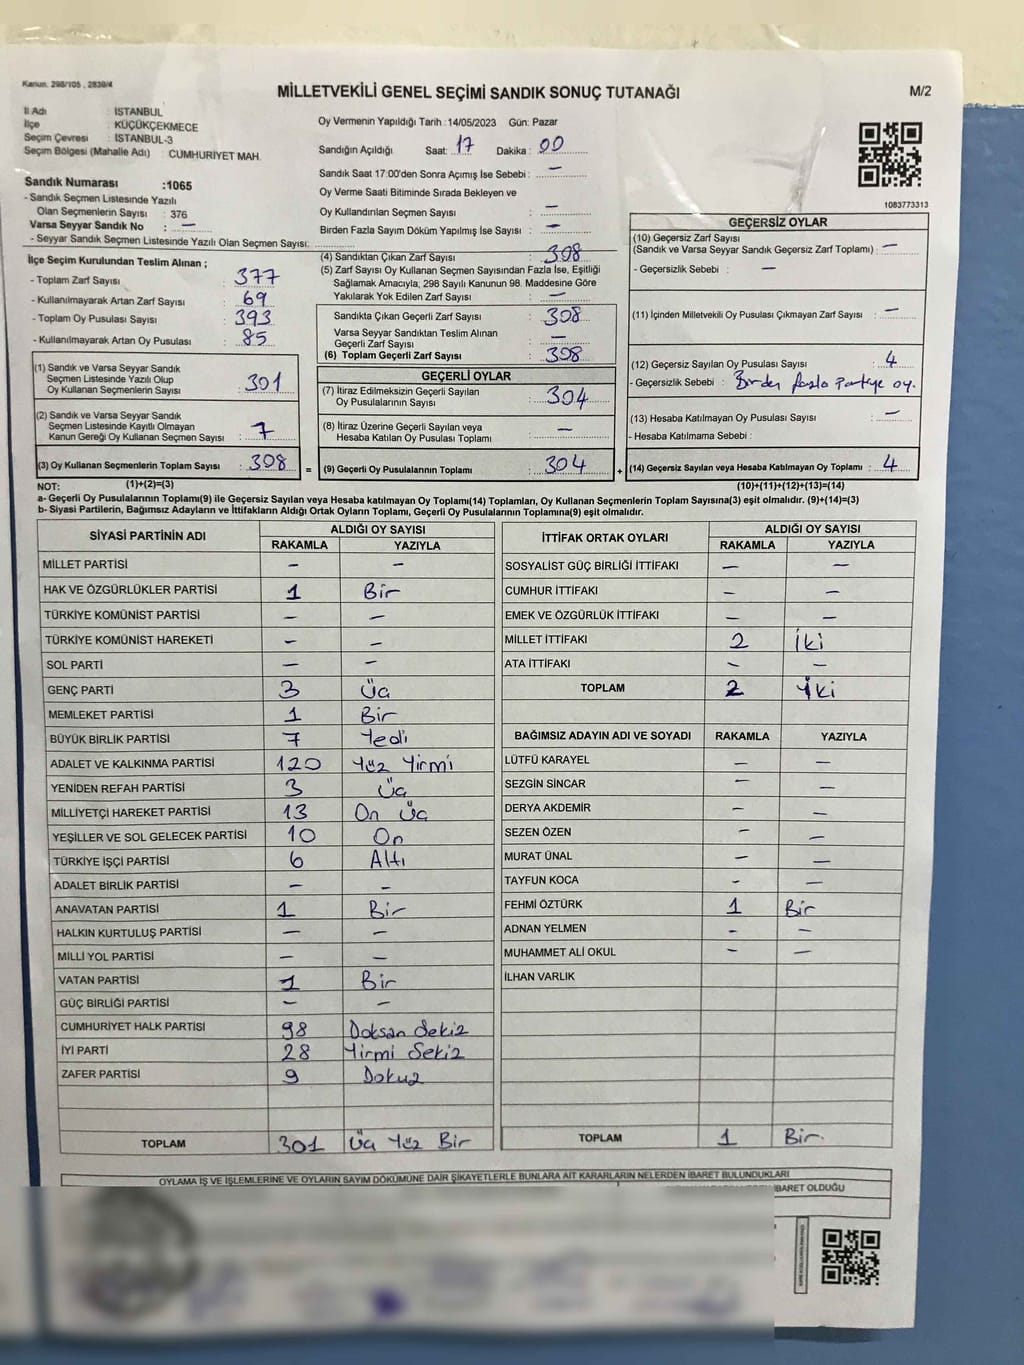 Kanun. 298/105 , 2839/4
MİLLETVEKİLİ GENEL SEÇİMİ SANDIK SONUÇ TUTANAĞI
M/2
İl Adı : İSTANBUL
İlçe : KÜÇÜKÇEKMECE
Seçim Çevresi : İSTANBUL-3
Seçim Bölgesi (Mahalle Adı) : CUMHURİYET MAH.
Oy Vermenin Yapıldığı Tarih : 14/05/2023 Gün: Pazar
Sandığın Açıldığı Saat: 17 Dakika : 00
Sandık Saat 17:00'den Sonra Açımış İse Sebebi : —
Oy Verme Saati Bitiminde Sırada Bekleyen ve
Oy Kullandırılan Seçmen Sayısı : —
Birden Fazla Sayım Döküm Yapılmış İse Sayısı : —
1083773313
Sandık Numarası :1065
- Sandık Seçmen Listesinde Yazılı
Olan Seçmenlerin Sayısı : 376
Varsa Seyyar Sandık No : —
- Seyyar Sandık Seçmen Listesinde Yazılı Olan Seçmen Sayısı:
İlçe Seçim Kurulundan Teslim Alınan ;
- Toplam Zarf Sayısı : 377
- Kullanılmayarak Artan Zarf Sayısı : 69
- Toplam Oy Pusulası Sayısı : 393
- Kullanılmayarak Artan Oy Pusulası : 85
(1) Sandık ve Varsa Seyyar Sandık
Seçmen Listesinde Yazılı Olup
Oy Kullanan Seçmenlerin Sayısı : 301
(2) Sandık ve Varsa Seyyar Sandık
Seçmen Listesinde Kayıtlı Olmayan
Kanun Gereği Oy Kullanan Seçmen Sayısı : 7
(3) Oy Kullanan Seçmenlerin Toplam Sayısı : 308
(4) Sandıktan Çıkan Zarf Sayısı : 308
(5) Zarf Sayısı Oy Kullanan Seçmen Sayısından Fazla İse, Eşitliği
Sağlamak Amacıyla, 298 Sayılı Kanunun 98. Maddesine Göre
Yakılarak Yok Edilen Zarf Sayısı : —
Sandıkta Çıkan Geçerli Zarf Sayısı : 308
Varsa Seyyar Sandıktan Teslim Alınan
Geçerli Zarf Sayısı : —
(6) Toplam Geçerli Zarf Sayısı : 308
GEÇERLİ OYLAR
(7) İtiraz Edilmeksizin Geçerli Sayılan
Oy Pusulalarının Sayısı : 304
(8) İtiraz Üzerine Geçerli Sayılan veya
Hesaba Katılan Oy Pusulası Toplamı : —
= (9) Geçerli Oy Pusulalarının Toplamı : 304
GEÇERSİZ OYLAR
(10) Geçersiz Zarf Sayısı
(Sandık ve Varsa Seyyar Sandık Geçersiz Zarf Toplamı) : —
- Geçersizlik Sebebi : —
(11) İçinden Milletvekili Oy Pusulası Çıkmayan Zarf Sayısı : —
(12) Geçersiz Sayılan Oy Pusulası Sayısı : 4
- Geçersizlik Sebebi : Birden fazla Partiye oy.
(13) Hesaba Katılmayan Oy Pusulası Sayısı : —
- Hesaba Katılmama Sebebi :
+ (14) Geçersiz Sayılan veya Hesaba Katılmayan Oy Toplamı : 4
NOT: (1)+(2)=(3) (10)+(11)+(12)+(13)=(14)
a- Geçerli Oy Pusulalarının Toplamı(9) ile Geçersiz Sayılan veya Hesaba katılmayan Oy Toplamı(14) Toplamları, Oy Kullanan Seçmenlerin Toplam Sayısına(3) eşit olmalıdır. (9)+(14)=(3)
b- Siyasi Partilerin, Bağımsız Adayların ve İttifakların Aldığı Ortak Oyların Toplamı, Geçerli Oy Pusulalarının Toplamına(9) eşit olmalıdır.
SİYASİ PARTİNİN ADI ALDIĞI OY SAYISI
RAKAMLA YAZIYLA
MİLLET PARTİSİ — —
HAK VE ÖZGÜRLÜKLER PARTİSİ 1 Bir
TÜRKİYE KOMÜNİST PARTİSİ — —
TÜRKİYE KOMÜNİST HAREKETİ — —
SOL PARTİ — —
GENÇ PARTİ 3 Üç
MEMLEKET PARTİSİ 1 Bir
BÜYÜK BİRLİK PARTİSİ 7 Yedi
ADALET VE KALKINMA PARTİSİ 120 Yüz Yirmi
YENİDEN REFAH PARTİSİ 3 Üç
MİLLİYETÇİ HAREKET PARTİSİ 13 On Üç
YEŞİLLER VE SOL GELECEK PARTİSİ 10 On
TÜRKİYE İŞÇİ PARTİSİ 6 Altı
ADALET BİRLİK PARTİSİ — —
ANAVATAN PARTİSİ 1 Bir
HALKIN KURTULUŞ PARTİSİ — —
MİLLİ YOL PARTİSİ — —
VATAN PARTİSİ 1 Bir
GÜÇ BİRLİĞİ PARTİSİ — —
CUMHURİYET HALK PARTİSİ 98 Doksan Sekiz
İYİ PARTİ 28 Yirmi Sekiz
ZAFER PARTİSİ 9 Dokuz
TOPLAM 301 Üç Yüz Bir
İTTİFAK ORTAK OYLARI ALDIĞI OY SAYISI
RAKAMLA YAZIYLA
SOSYALİST GÜÇ BİRLİĞİ İTTİFAKI — —
CUMHUR İTTİFAKI — —
EMEK VE ÖZGÜRLÜK İTTİFAKI — —
MİLLET İTTİFAKI 2 İki
ATA İTTİFAKI — —
TOPLAM 2 İki
BAĞIMSIZ ADAYIN ADI VE SOYADI RAKAMLA YAZIYLA
LÜTFÜ KARAYEL — —
SEZGİN SİNCAR — —
DERYA AKDEMİR — —
SEZEN ÖZEN — —
MURAT ÜNAL — —
TAYFUN KOCA — —
FEHMİ ÖZTÜRK 1 Bir
ADNAN YELMEN — —
MUHAMMET ALİ OKUL — —
İLHAN VARLIK
TOPLAM 1 Bir.
OYLAMA İŞ VE İŞLEMLERİNE VE OYLARIN SAYIM DÖKÜMÜNE DAİR ŞİKAYETLERLE BUNLARA AİT KARARLARIN NELERDEN İBARET BULUNDUKLARI
İBARET OLDUĞU